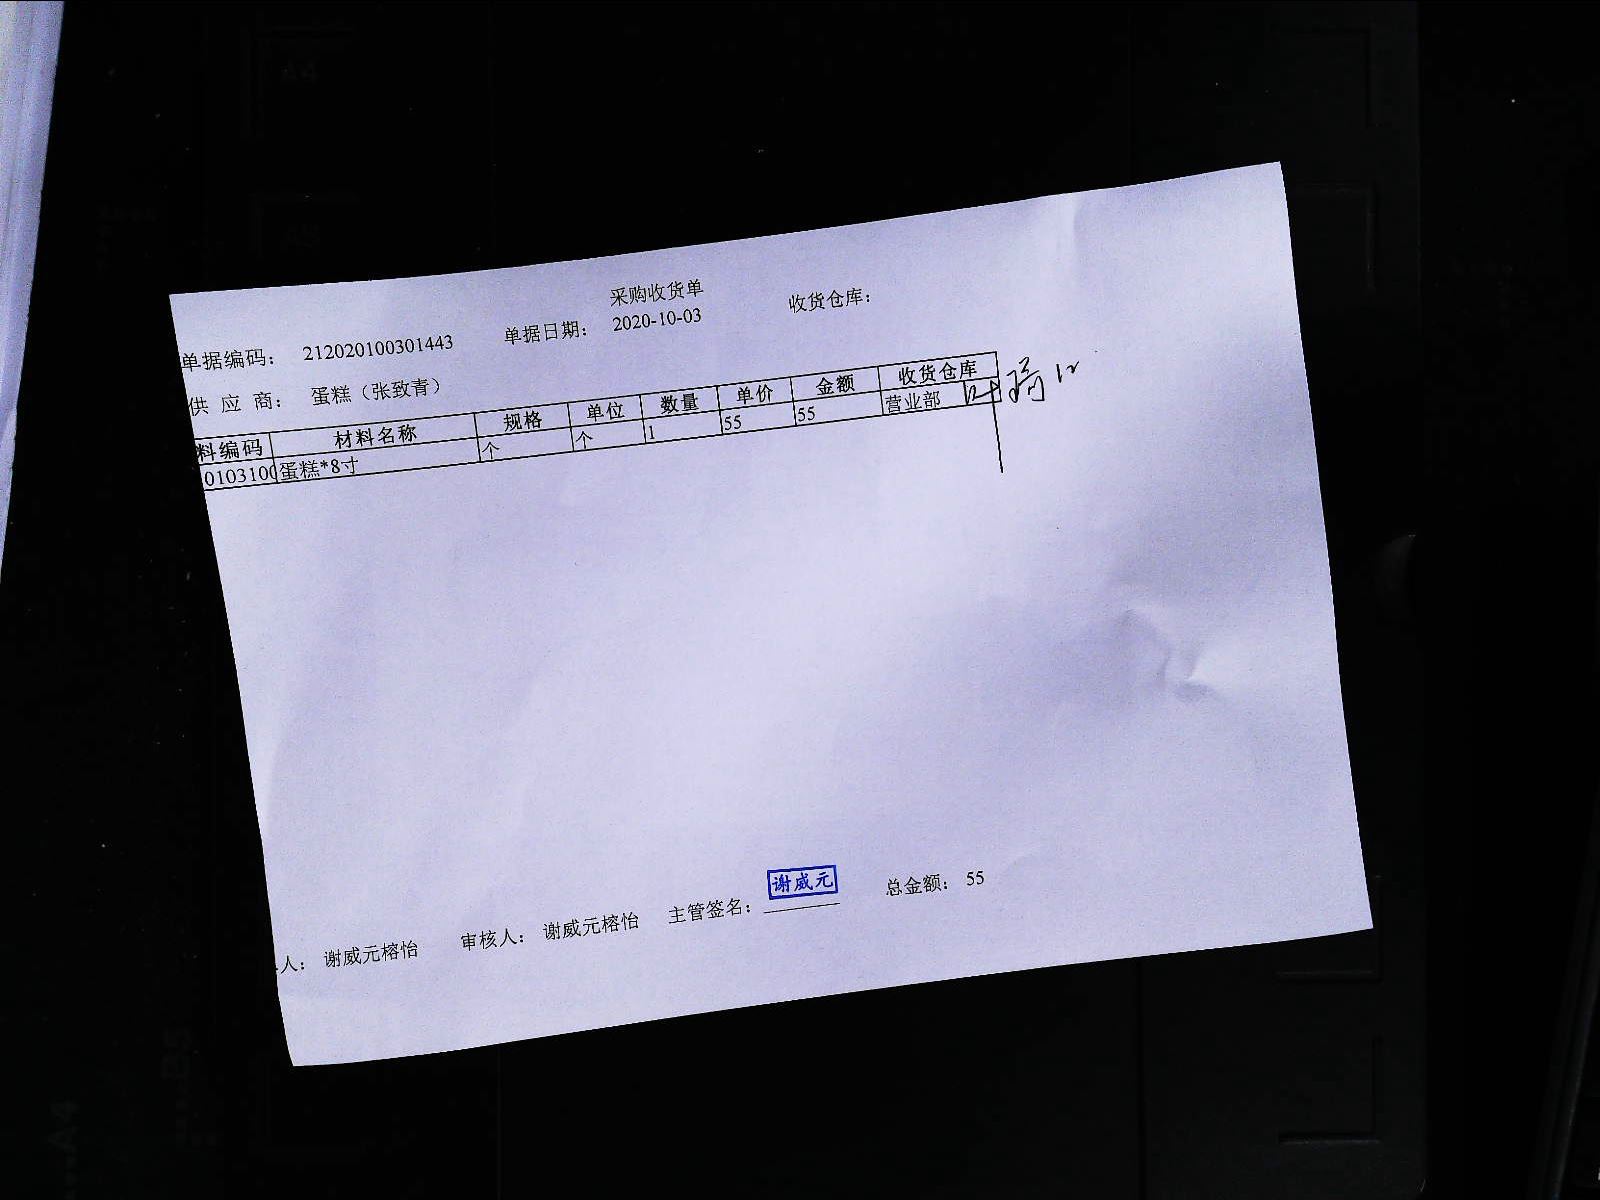 采购收货单
单据编码： 212020100301443 单据日期： 2020-10-03 收货仓库：
供 应 商： 蛋糕（张致青）
料编码 材料名称 规格 单位 数量 单价 金额 收货仓库
0103100 蛋糕*8寸 个 个 1 55 55 营业部
谢威元
人： 谢威元榕怡 审核人： 谢威元榕怡 主管签名： 总金额： 55